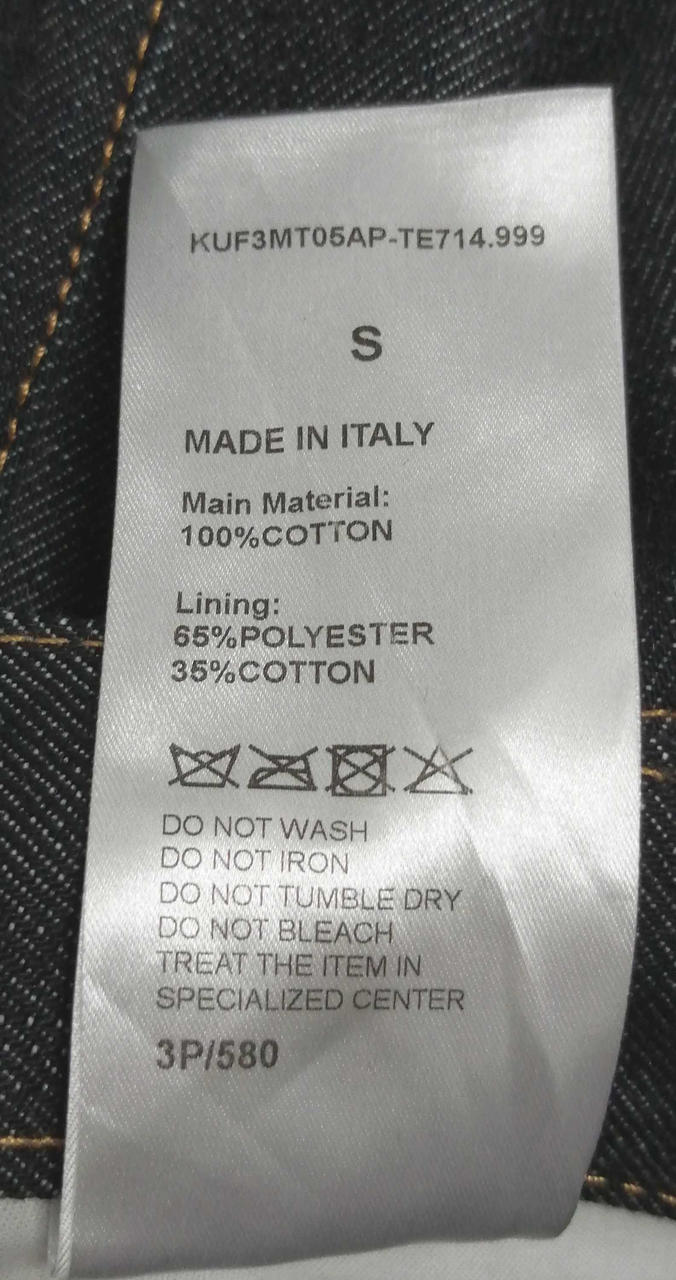 KUF3MT05AP-TE714.999
S
MADE IN ITALY
Main Material:
100%COTTON
Lining:
65%POLYESTER
35%COTTON
DO NOT WASH
DO NOT IRON
DO NOT TUMBLE DRY
DO NOT BLEACH
TREAT THE ITEM IN
SPECIALIZED CENTER
3P/580